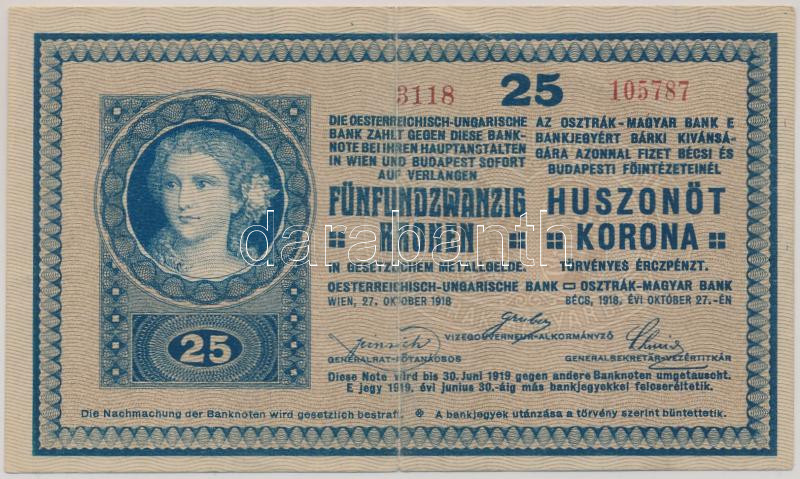 3118 25 105787
DIE OESTERREICHISCH-UNGARISCHE
BANK ZAHLT GEGEN DIESE BANK-
NOTE BEI IHREN HAUPTANSTALTEN
IN WIEN UND BUDAPEST SOFORT
AUF VERLANGEN
FÜNFUNDZWANZIG
KRONEN
IN GESETZLICHEM METALLGELDE.
OESTERREICHISCH-UNGARISCHE BANK
WIEN, 27. OKTOBER 1918
AZ OSZTRÁK-MAGYAR BANK E
BANKJEGYÉRT BÁRKI KIVÁNSÁ-
GÁRA AZONNAL FIZET BÉCSI ÉS
BUDAPESTI FŐINTÉZETEINÉL
HUSZONÖT
KORONA
TÖRVÉNYES ÉRCZPÉNZT.
OSZTRÁK-MAGYAR BANK
BÉCS, 1918. ÉVI OKTÓBER 27.-ÉN
darabanth
Gruber
VIZEGOUVERNEUR-ALKORMÁNYZÓ
GENERALRAT-FŐTANÁCSOS
GENERALSEKRETÄR-VEZÉRTITKÁR
25
Diese Note wird bis 30. Juni 1919 gegen andere Banknoten umgetauscht.
E jegy 1919. évi junius 30.-áig más bankjegyekkel felcseréltetik.
Die Nachmachung der Banknoten wird gesetzlich bestraft. A bankjegyek utánzása a törvény szerint büntettetik.